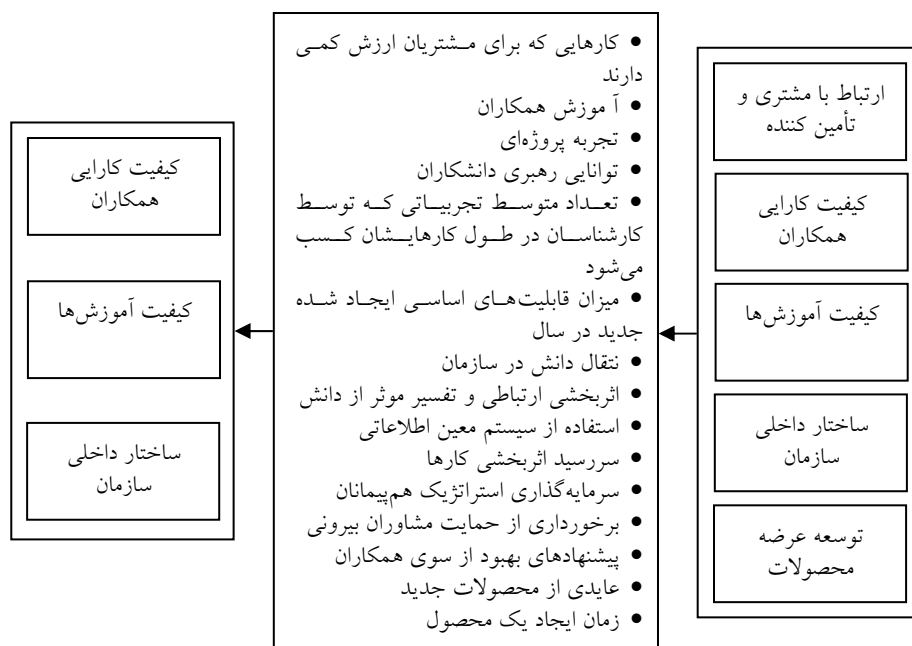 ارتباط با مشتری و
تأمین کننده
کیفیت کارایی
همکاران
کیفیت آموزش‌ها
ساختار داخلی
سازمان
توسعه عرضه
محصولات
• کارهایی که برای مشتریان ارزش کمی
دارند
• آ موزش همکاران
• تجربه پروژه‌ای
• توانایی رهبری دانشکاران
• تعداد متوسط تجربیاتی که توسط
کارشناسان در طول کارهایشان کسب
می‌شود
• میزان قابلیت‌های اساسی ایجاد شده
جدید در سال
• نتقال دانش در سازمان
• اثربخشی ارتباطی و تفسیر موثر از دانش
• استفاده از سیستم معین اطلاعاتی
• سررسید اثربخشی کارها
• سرمایه‌گذاری استراتژیک هم‌پیمانان
• برخورداری از حمایت مشاوران بیرونی
• پیشنهادهای بهبود از سوی همکاران
• عایدی از محصولات جدید
• زمان ایجاد یک محصول
کیفیت کارایی
همکاران
کیفیت آموزش‌ها
ساختار داخلی
سازمان